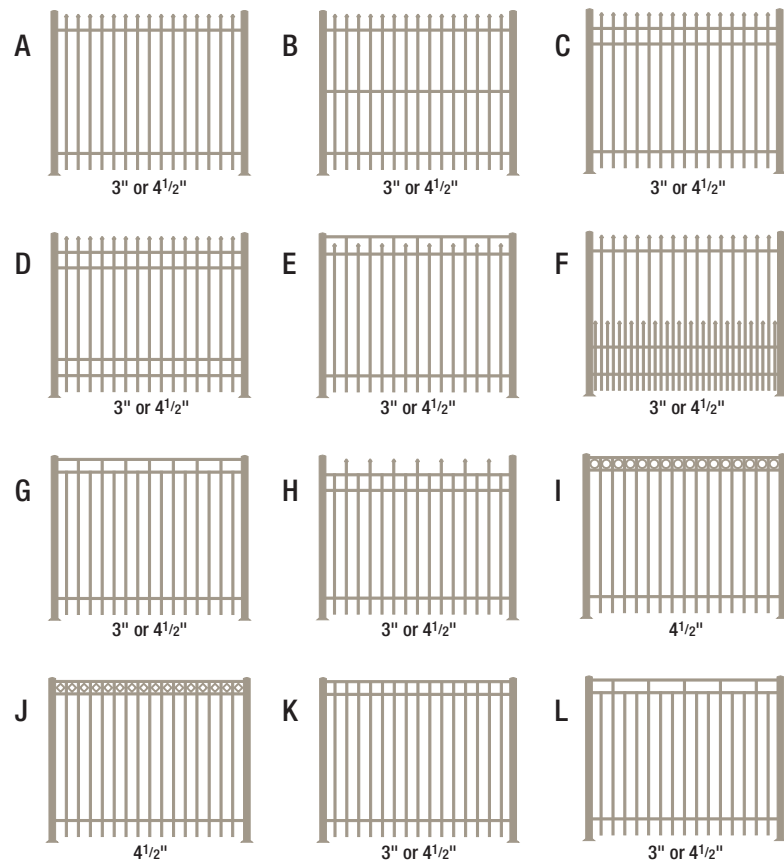 A
B
C
3" or 4 1/2"
3" or 4 1/2"
3" or 4 1/2"
D
E
F
3" or 4 1/2"
3" or 4 1/2"
3" or 4 1/2"
G
H
I
3" or 4 1/2"
3" or 4 1/2"
4 1/2"
J
K
L
4 1/2"
3" or 4 1/2"
3" or 4 1/2"